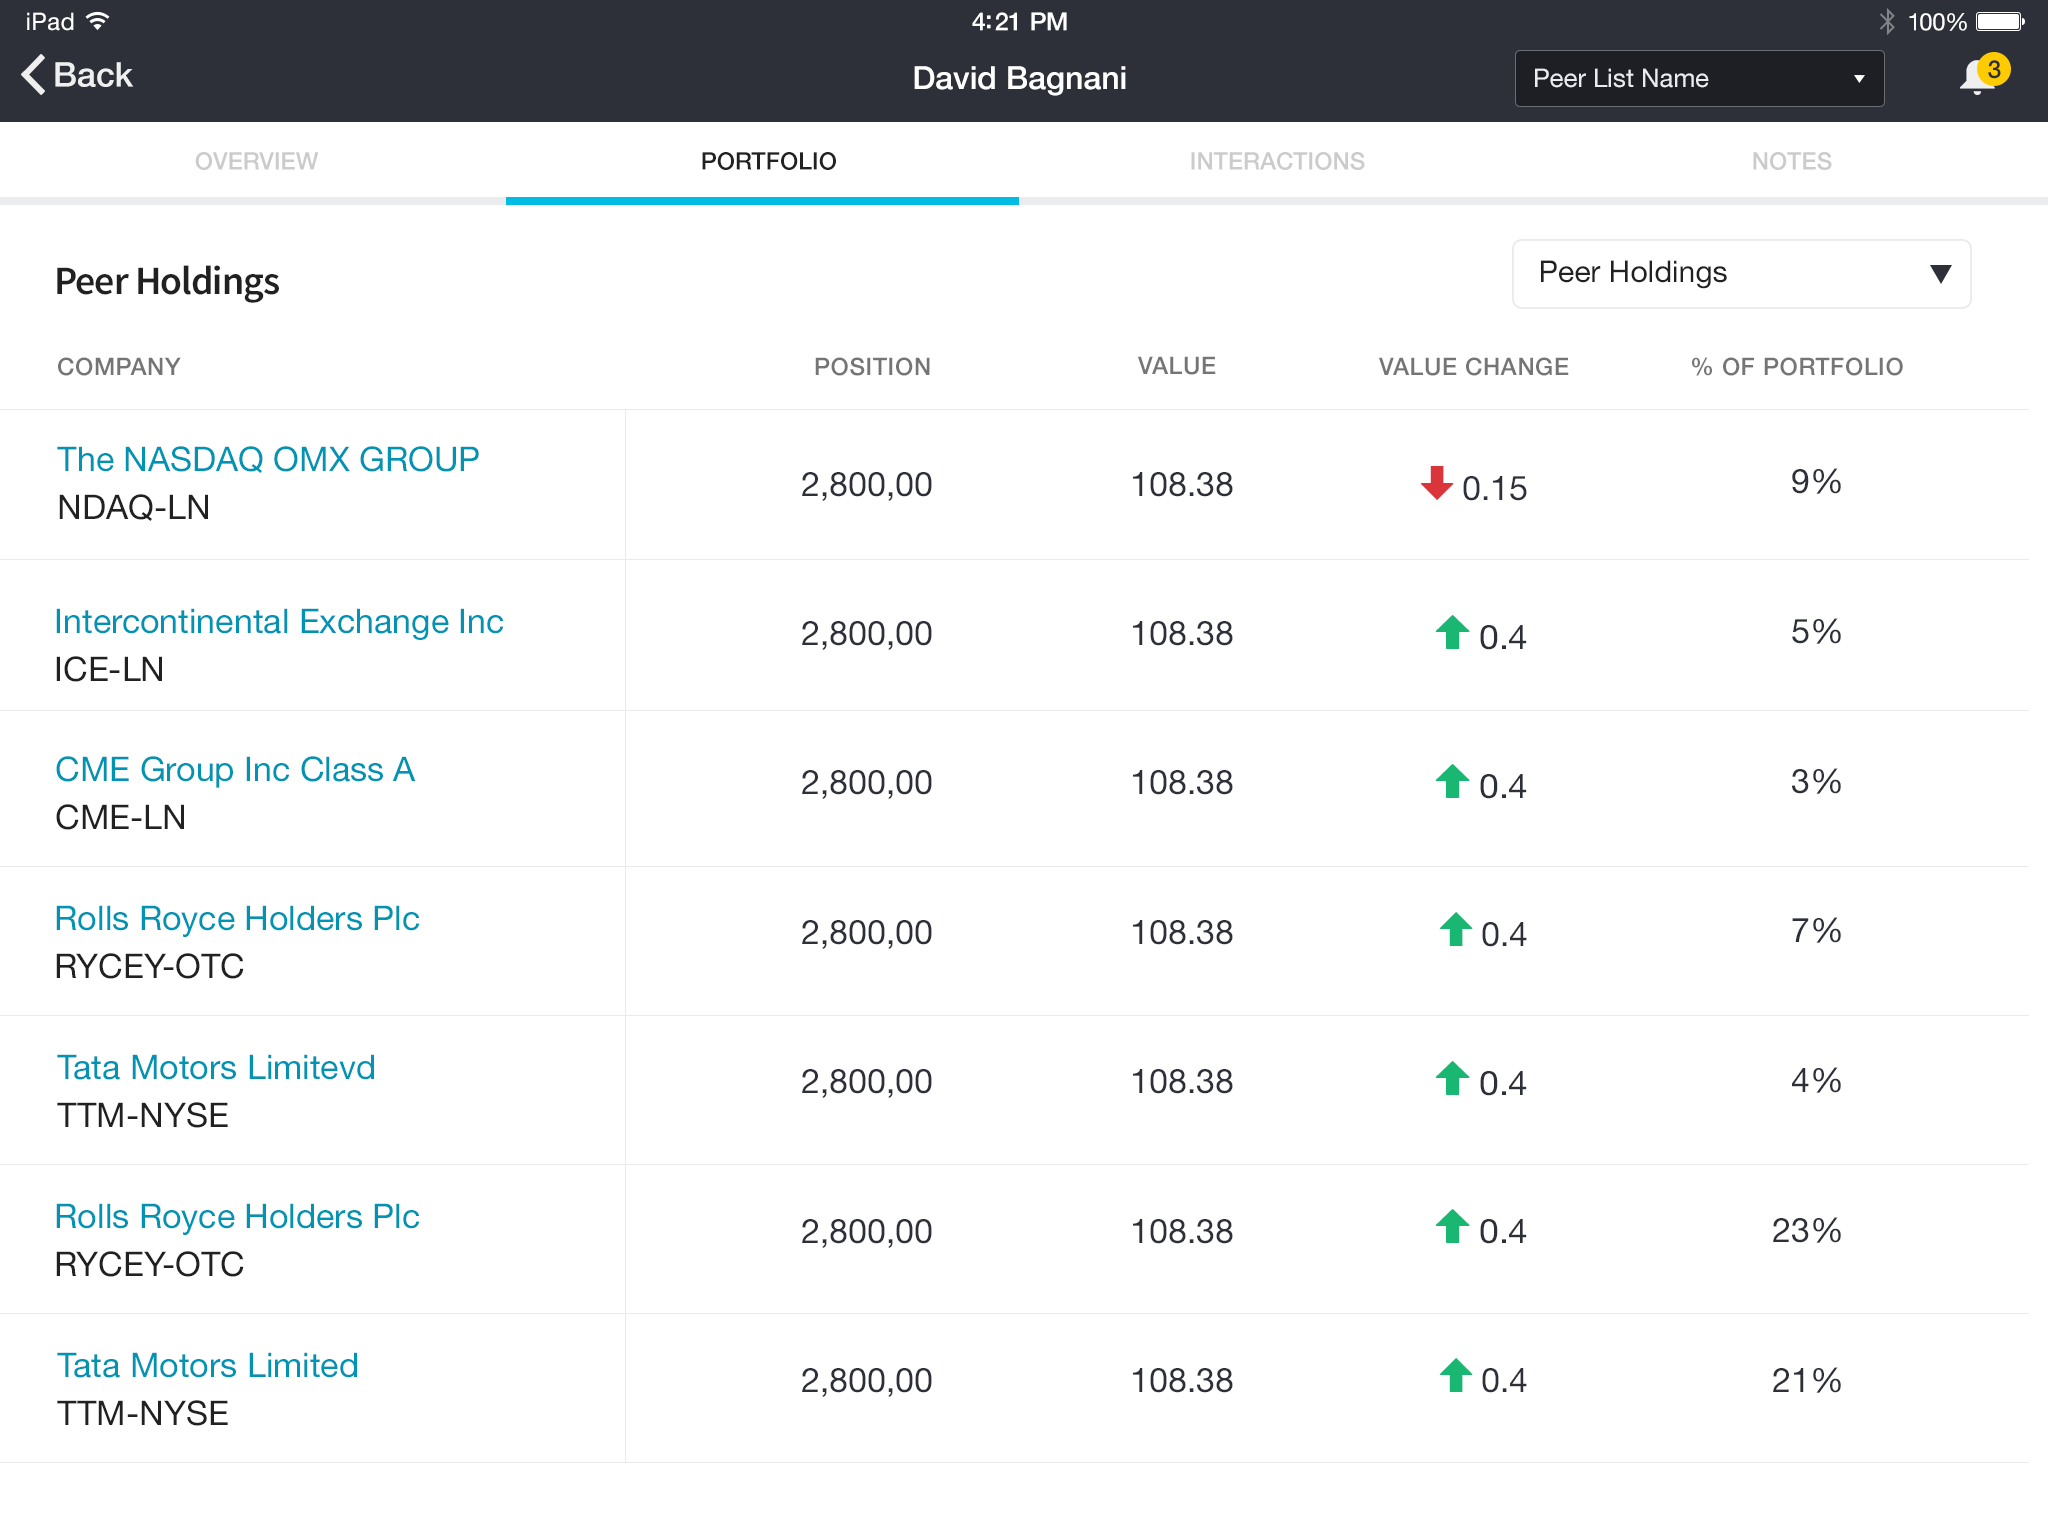 iPad 4:21 PM 100%
Back David Bagnani Peer List Name 3
OVERVIEW PORTFOLIO INTERACTIONS NOTES
Peer Holdings Peer Holdings
COMPANY POSITION VALUE VALUE CHANGE % OF PORTFOLIO
The NASDAQ OMX GROUP
NDAQ-LN 2,800,00 108.38 0.15 9%
Intercontinental Exchange Inc
ICE-LN 2,800,00 108.38 0.4 5%
CME Group Inc Class A
CME-LN 2,800,00 108.38 0.4 3%
Rolls Royce Holders Plc
RYCEY-OTC 2,800,00 108.38 0.4 7%
Tata Motors Limitevd
TTM-NYSE 2,800,00 108.38 0.4 4%
Rolls Royce Holders Plc
RYCEY-OTC 2,800,00 108.38 0.4 23%
Tata Motors Limited
TTM-NYSE 2,800,00 108.38 0.4 21%